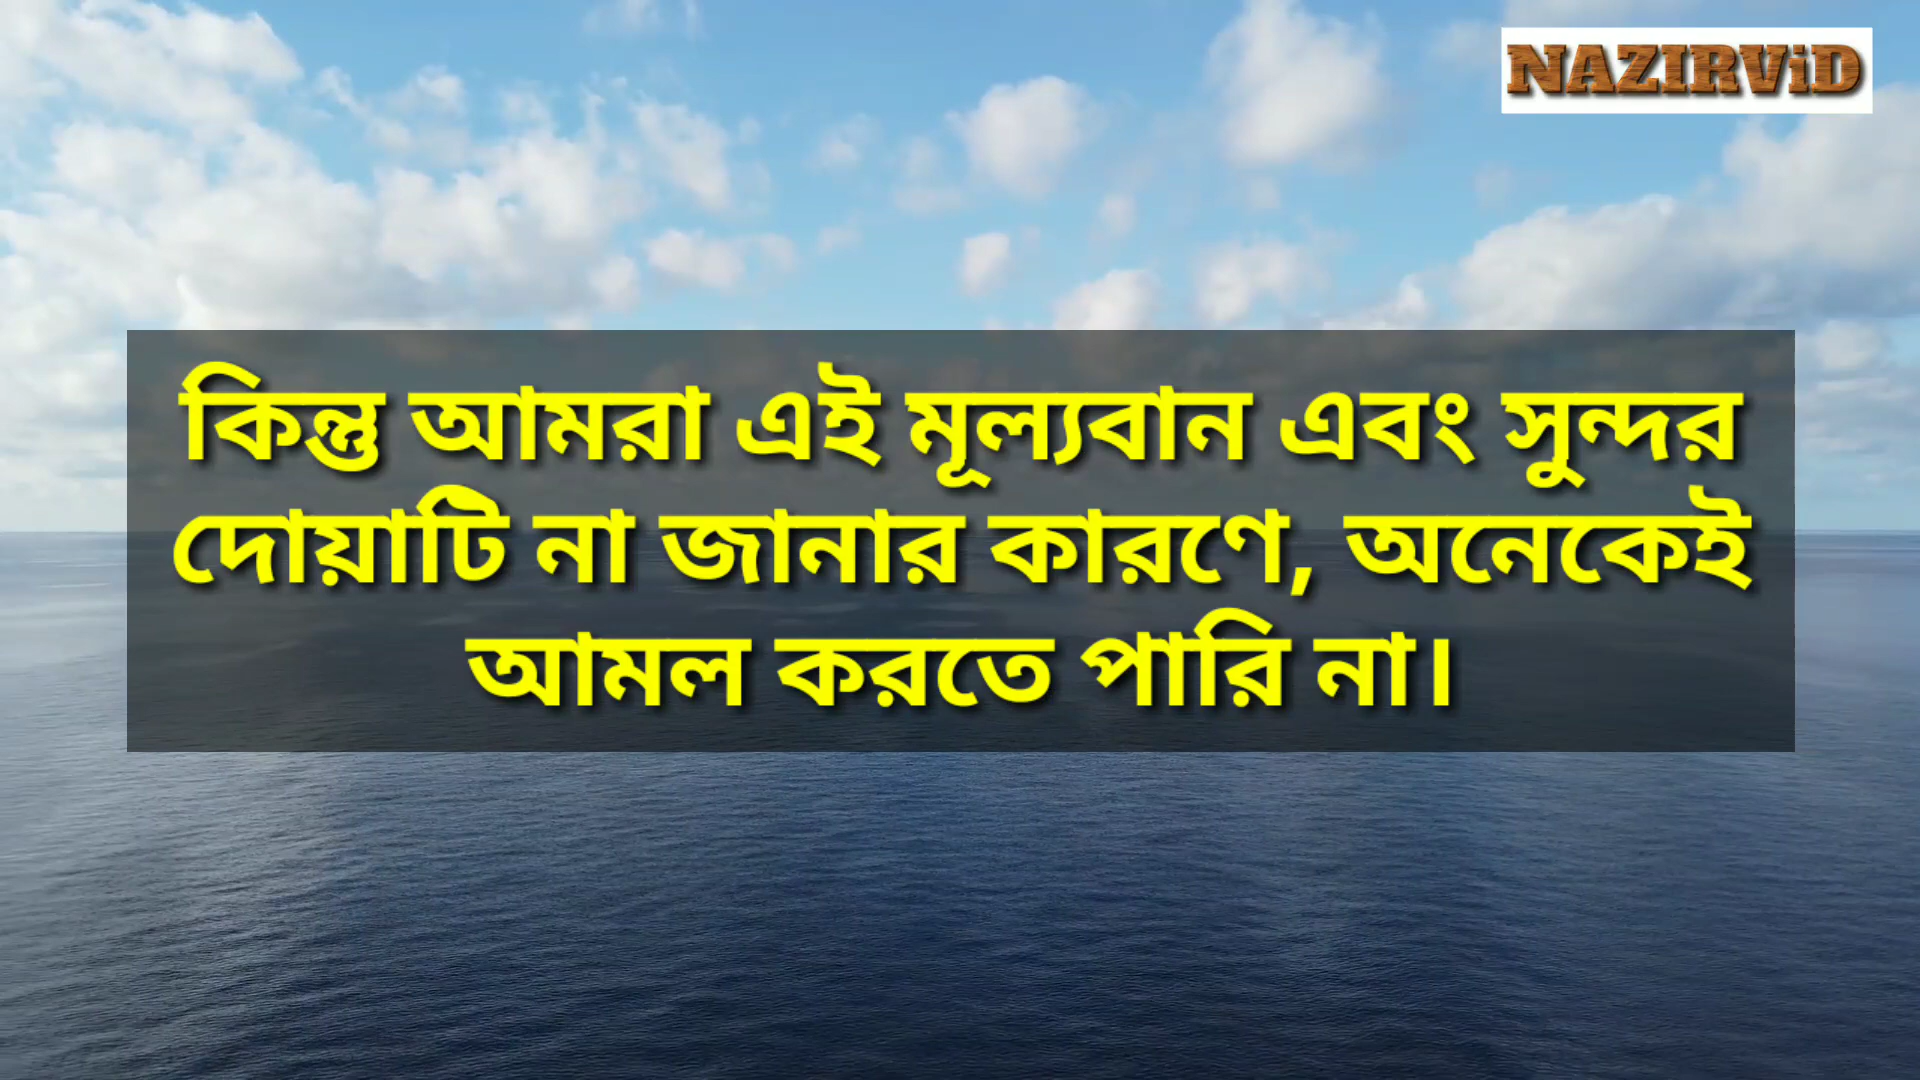 NAZIRViD
কিন্তু আমরা এই মূল্যবান এবং সুন্দর
দোয়াটি না জানার কারণে, অনেকেই
আমল করতে পারি না।